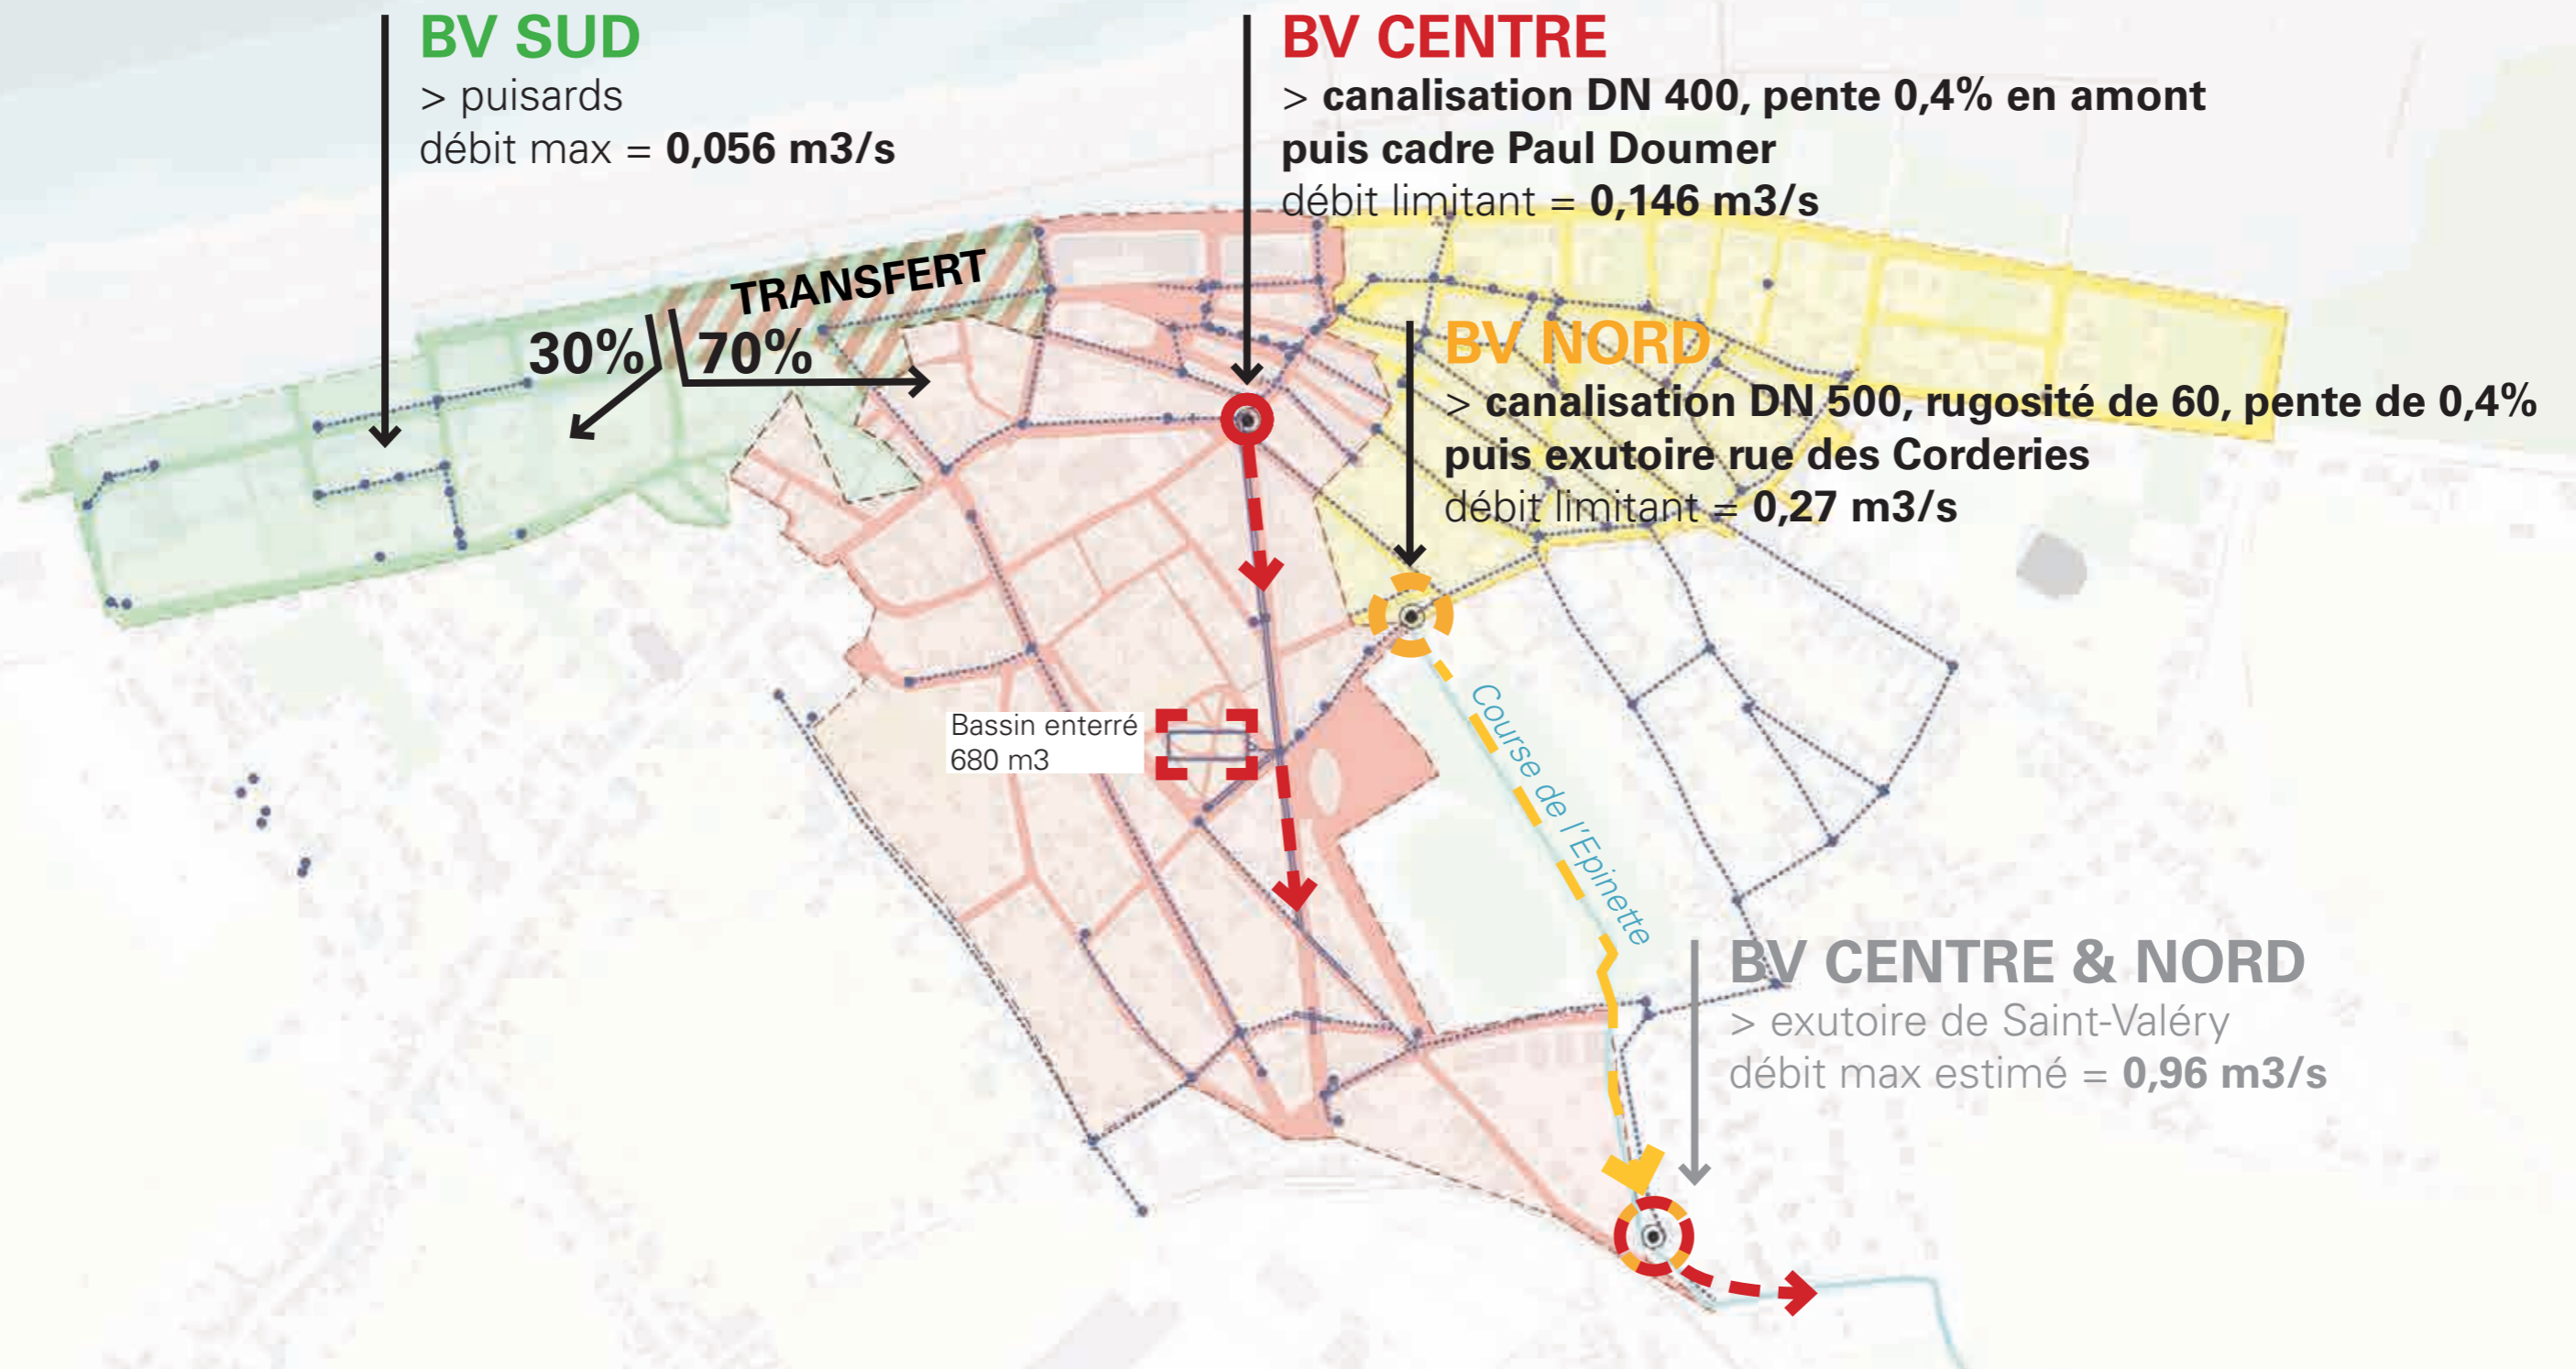 BV SUD
> puisards
débit max = 0,056 m3/s
BV CENTRE
> canalisation DN 400, pente 0,4% en amont
puis cadre Paul Doumer
débit limitant = 0,146 m3/s
TRANSFERT
30%
70%
BV NORD
> canalisation DN 500, rugosité de 60, pente de 0,4%
puis exutoire rue des Corderies
débit limitant = 0,27 m3/s
Bassin enterré
680 m3
Course de l'Epinette
BV CENTRE & NORD
> exutoire de Saint-Valéry
débit max estimé = 0,96 m3/s